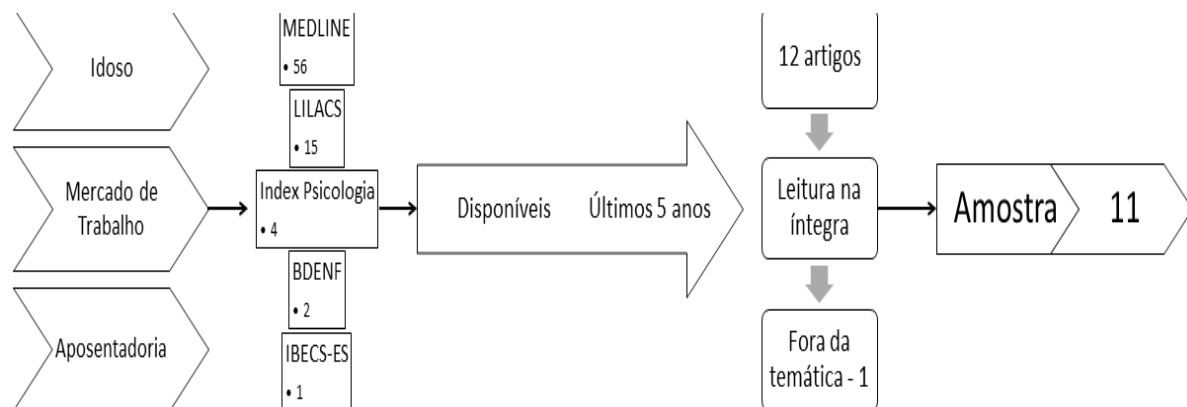 Idoso
Mercado de
Trabalho
Aposentadoria
MEDLINE
• 56
LILACS
• 15
Index Psicologia
• 4
BDENF
• 2
IBECS-ES
• 1
Disponíveis Últimos 5 anos
12 artigos
Leitura na
íntegra
Fora da
temática - 1
Amostra 11